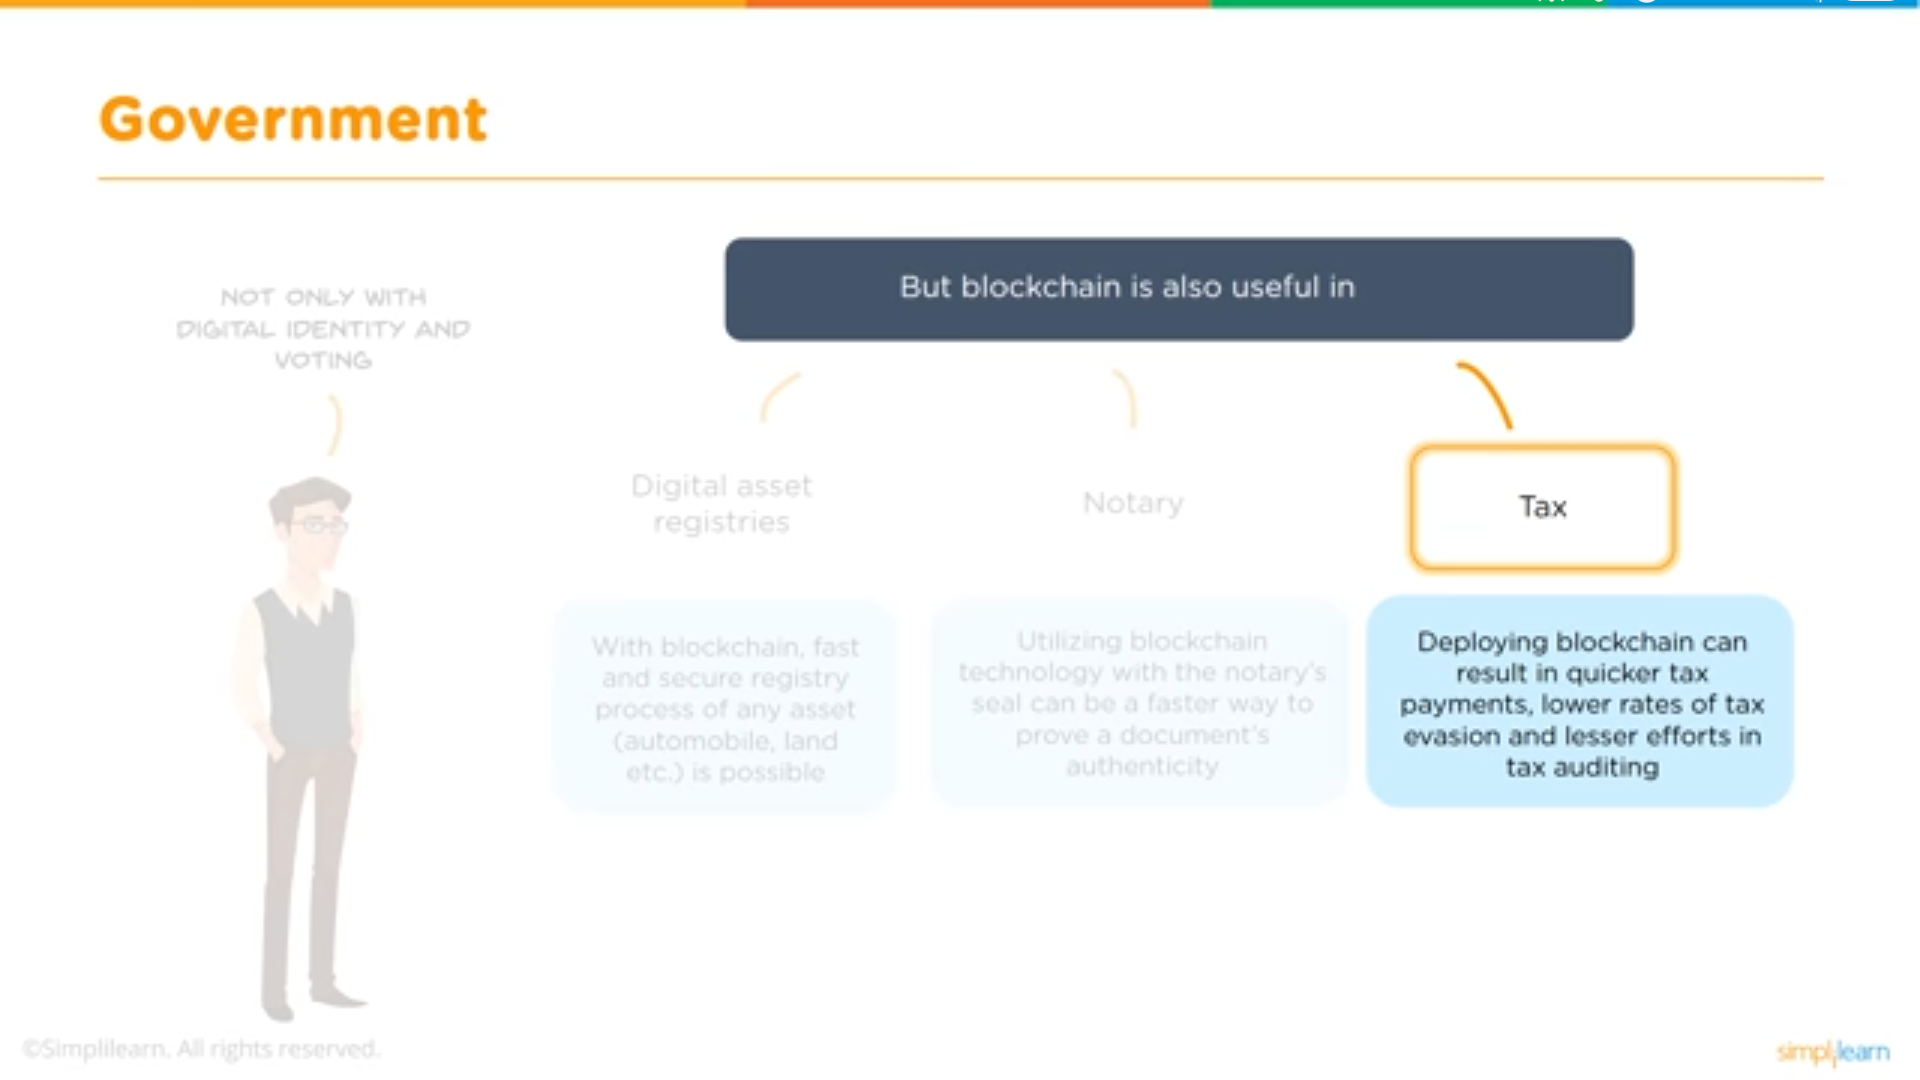 Government
NOT ONLY WITH
DIGITAL IDENTITY AND
VOTING
But blockchain is also useful in
Digital asset
registries
Notary
Tax
With blockchain, fast
and secure registry
process of any asset
(automobile, land
etc.) is possible
Utilizing blockchain
technology with the notary's
seal can be a faster way to
prove a document's
authenticity
Deploying blockchain can
result in quicker tax
payments, lower rates of tax
evasion and lesser efforts in
tax auditing
©Simplilearn. All rights reserved.
simplilearn